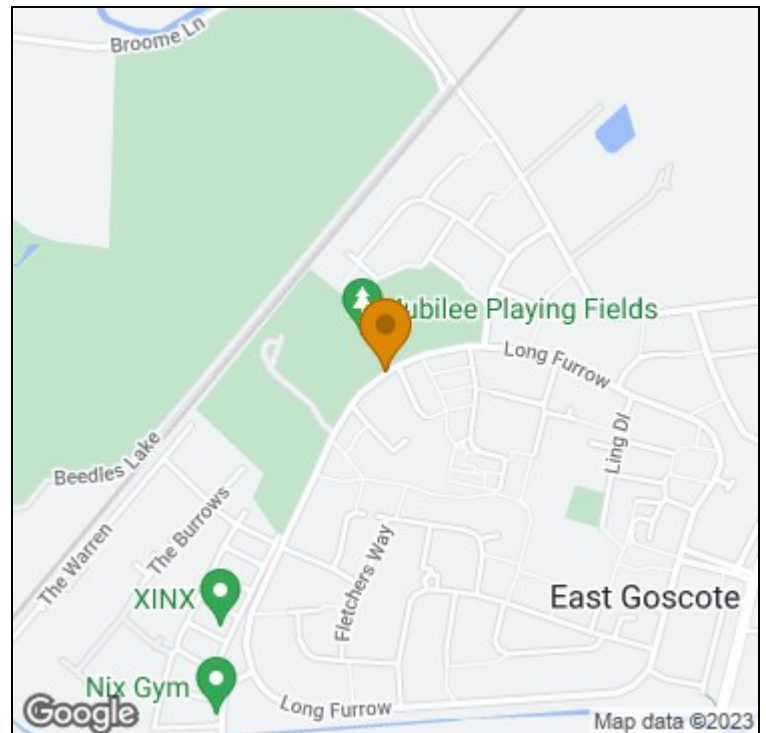 Broome Ln
Jubilee Playing Fields
Long Furrow
Ling Dl
Beedles Lake
The Burrows
The Warren
Fletchers Way
XINX
East Goscote
Nix Gym
Long Furrow
Google
Map data ©2023